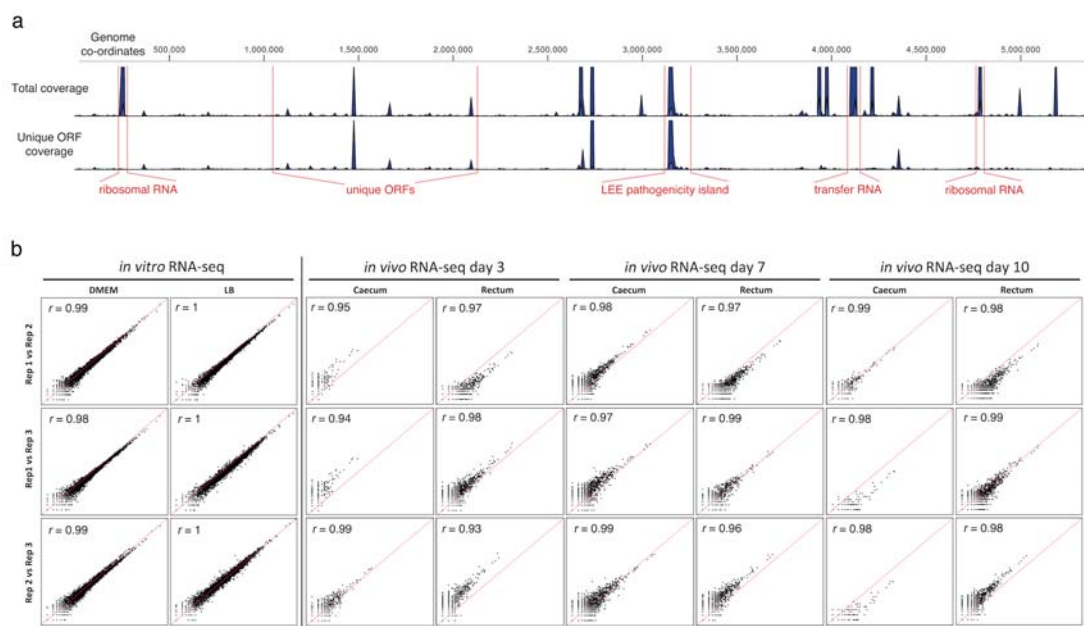 a
Genome
co-ordinates
500,000 1,000,000 1,500,000 2,000,000 2,500,000 3,000,000 3,500,000 4,000,000 4,500,000 5,000,000
Total coverage
Unique ORF
coverage
ribosomal RNA unique ORFs LEE pathogenicity island transfer RNA ribosomal RNA
b
in vitro RNA-seq in vivo RNA-seq day 3 in vivo RNA-seq day 7 in vivo RNA-seq day 10
DMEM LB Caecum Rectum Caecum Rectum Caecum Rectum
Rep 1 vs Rep 2
r = 0.99 r = 1 r = 0.95 r = 0.97 r = 0.98 r = 0.97 r = 0.99 r = 0.98
Rep1 vs Rep 3
r = 0.98 r = 1 r = 0.94 r = 0.98 r = 0.97 r = 0.99 r = 0.98 r = 0.99
Rep 2 vs Rep 3
r = 0.99 r = 1 r = 0.99 r = 0.93 r = 0.99 r = 0.96 r = 0.98 r = 0.98